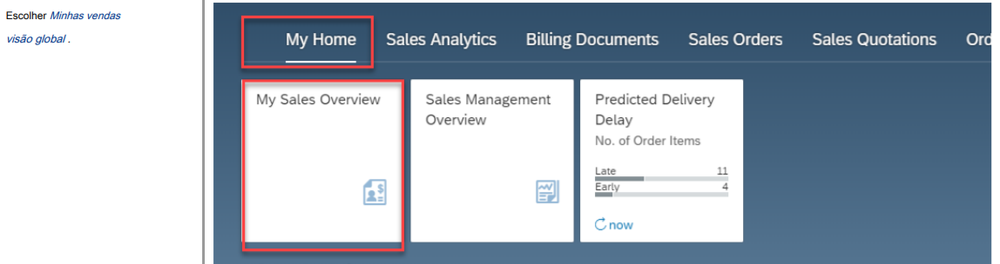 Escolher Minhas vendas
visão global .
My Home Sales Analytics Billing Documents Sales Orders Sales Quotations Ord
My Sales Overview
Sales Management
Overview
Predicted Delivery
Delay
No. of Order Items
Late 11
Early 4
now